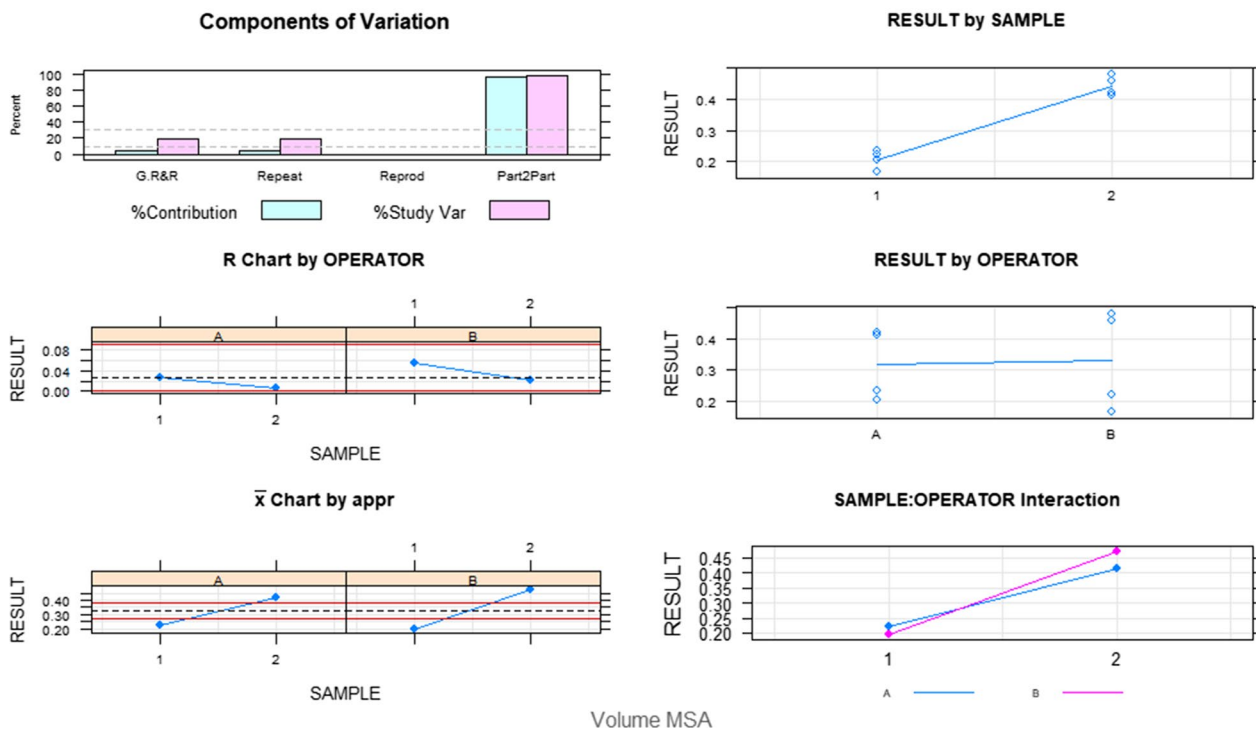 Components of Variation
Percent
100
80
60
40
20
0
G.R&R Repeat Reprod Part2Part
%Contribution %Study Var
RESULT by SAMPLE
RESULT
0.4
0.3
0.2
1 2
R Chart by OPERATOR
1 2
A B
RESULT
0.08
0.04
0.00
1 2
SAMPLE
RESULT by OPERATOR
RESULT
0.4
0.3
0.2
A B
x̅ Chart by appr
1 2
A B
RESULT
0.40
0.30
0.20
1 2
SAMPLE
SAMPLE:OPERATOR Interaction
RESULT
0.45
0.40
0.35
0.30
0.25
0.20
1 2
A B
Volume MSA